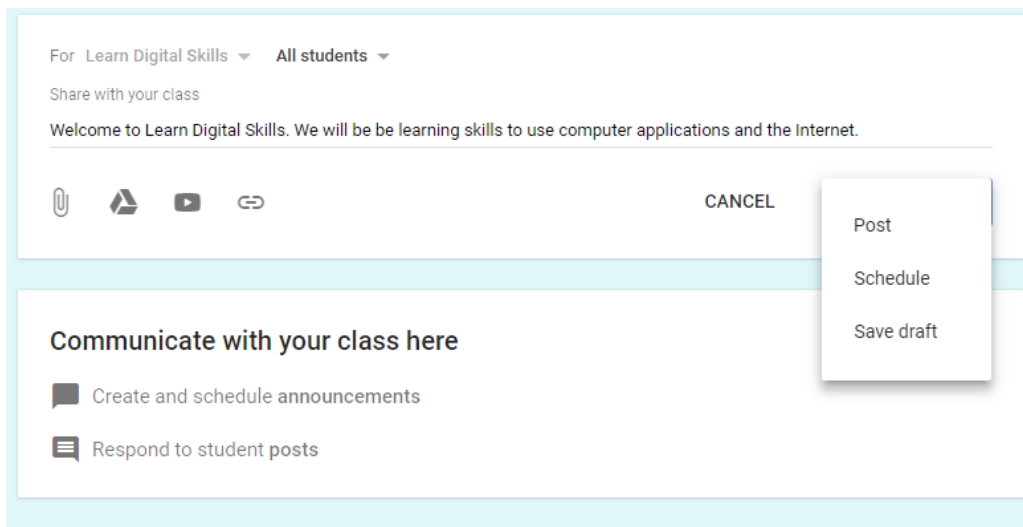 For Learn Digital Skills All students
Share with your class
Welcome to Learn Digital Skills. We will be be learning skills to use computer applications and the Internet.
CANCEL
Post
Schedule
Save draft
Communicate with your class here
Create and schedule announcements
Respond to student posts